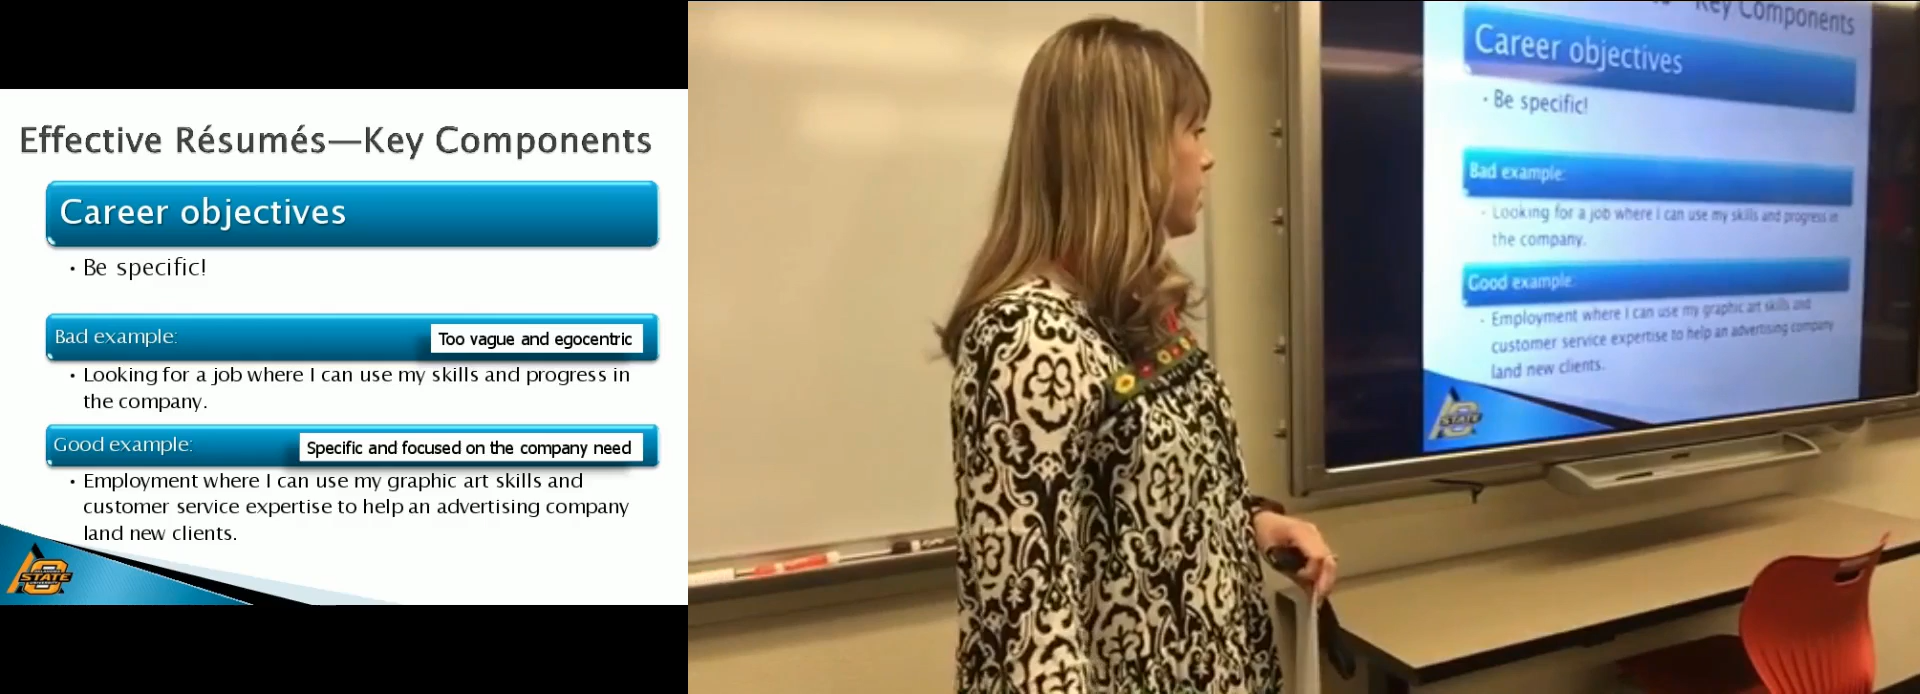 Effective Résumés—Key Components
Career objectives
• Be specific!
Bad example:
Too vague and egocentric
• Looking for a job where I can use my skills and progress in
the company.
Good example:
Specific and focused on the company need
• Employment where I can use my graphic art skills and
customer service expertise to help an advertising company
land new clients.
STATE
Key Components
Career objectives
• Be specific!
Bad example:
• Looking for a job where I can use my skills and progress in
the company.
Good example:
• Employment where I can use my graphic art skills and
customer service expertise to help an advertising company
land new clients.
STATE